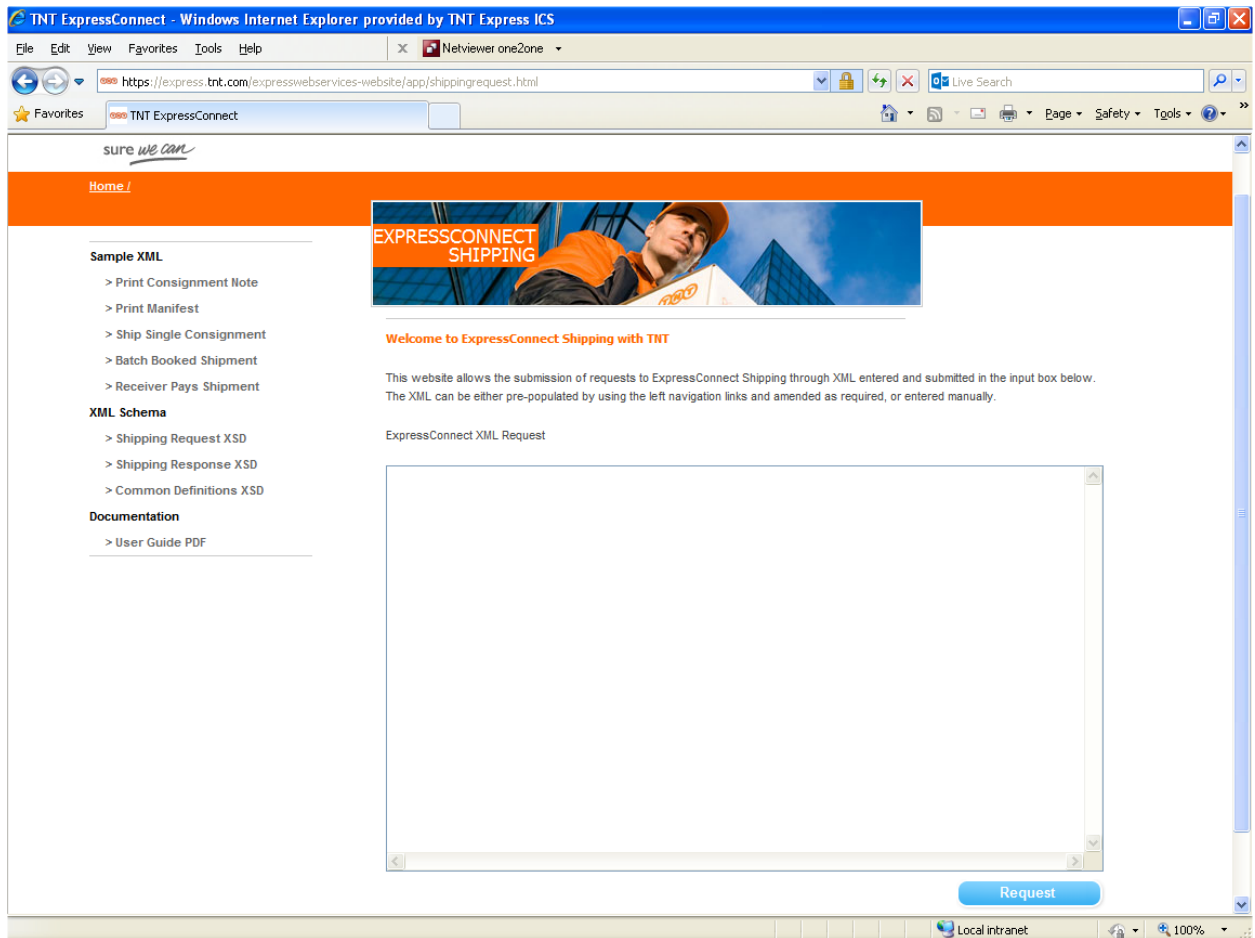 TNT ExpressConnect - Windows Internet Explorer provided by TNT Express ICS
File Edit View Favorites Tools Help
x Netviewer one2one
https://express.tnt.com/expresswebservices-website/app/shippingrequest.html
Live Search
Favorites
TNT ExpressConnect
Page Safety Tools
sure we can
Home /
EXPRESSCONNECT
SHIPPING
TNT
Sample XML
> Print Consignment Note
> Print Manifest
> Ship Single Consignment
> Batch Booked Shipment
> Receiver Pays Shipment
XML Schema
> Shipping Request XSD
> Shipping Response XSD
> Common Definitions XSD
Documentation
> User Guide PDF
Welcome to ExpressConnect Shipping with TNT
This website allows the submission of requests to ExpressConnect Shipping through XML entered and submitted in the input box below.
The XML can be either pre-populated by using the left navigation links and amended as required, or entered manually.
ExpressConnect XML Request
Request
Local intranet
100%